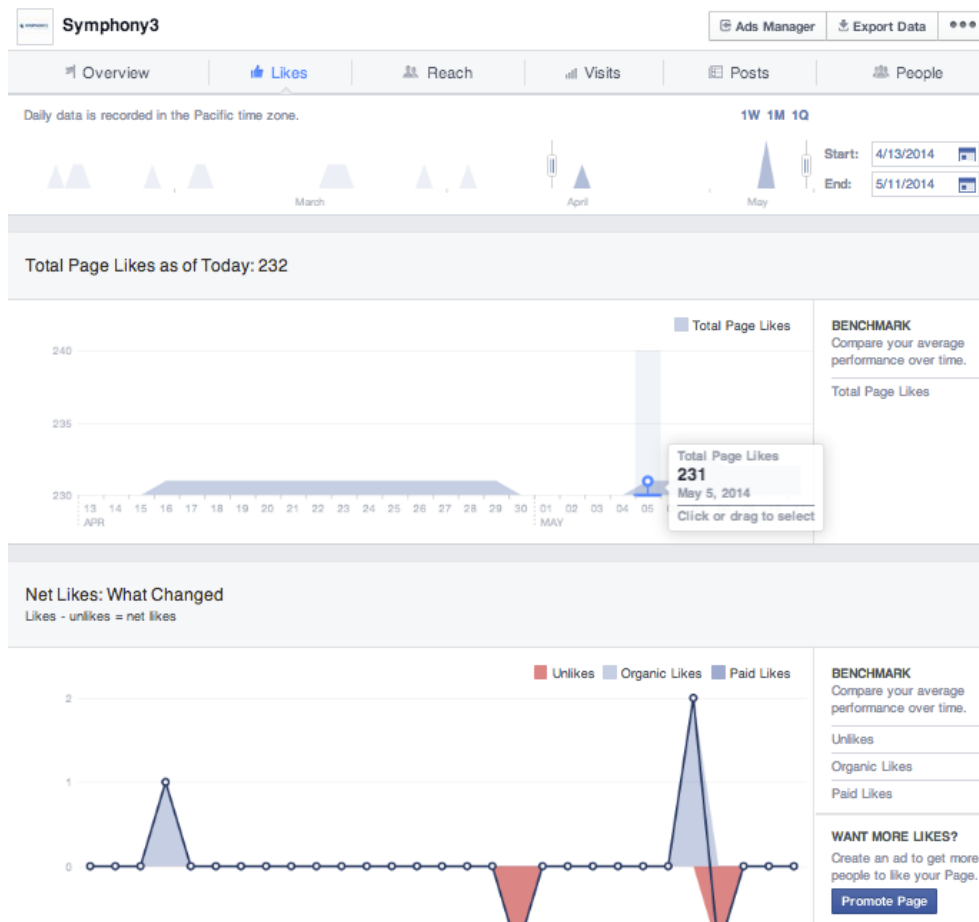 Symphony3
Ads Manager
Export Data
Overview
Likes
Reach
Visits
Posts
People
Daily data is recorded in the Pacific time zone.
1W 1M 1Q
Start: 4/13/2014
End: 5/11/2014
March
April
May
Total Page Likes as of Today: 232
Total Page Likes
BENCHMARK
Compare your average
performance over time.
Total Page Likes
240
235
230
Total Page Likes
231
May 5, 2014
Click or drag to select
13 14 15 16 17 18 19 20 21 22 23 24 25 26 27 28 29 30 01 02 03 04 05
APR
MAY
Net Likes: What Changed
Likes - unlikes = net likes
Unlikes
Organic Likes
Paid Likes
BENCHMARK
Compare your average
performance over time.
Unlikes
Organic Likes
Paid Likes
2
1
0
WANT MORE LIKES?
Create an ad to get more
people to like your Page.
Promote Page